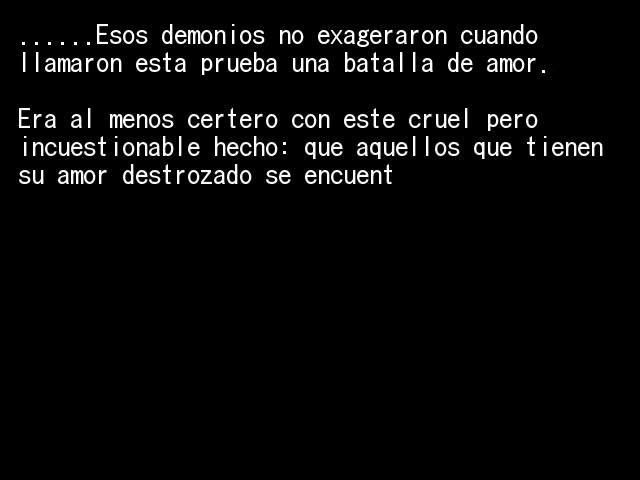 ......Esos demonios no exageraron cuando
llamaron esta prueba una batalla de amor.
Era al menos certero con este cruel pero
incuestionable hecho: que aquellos que tienen
su amor destrozado se encuent